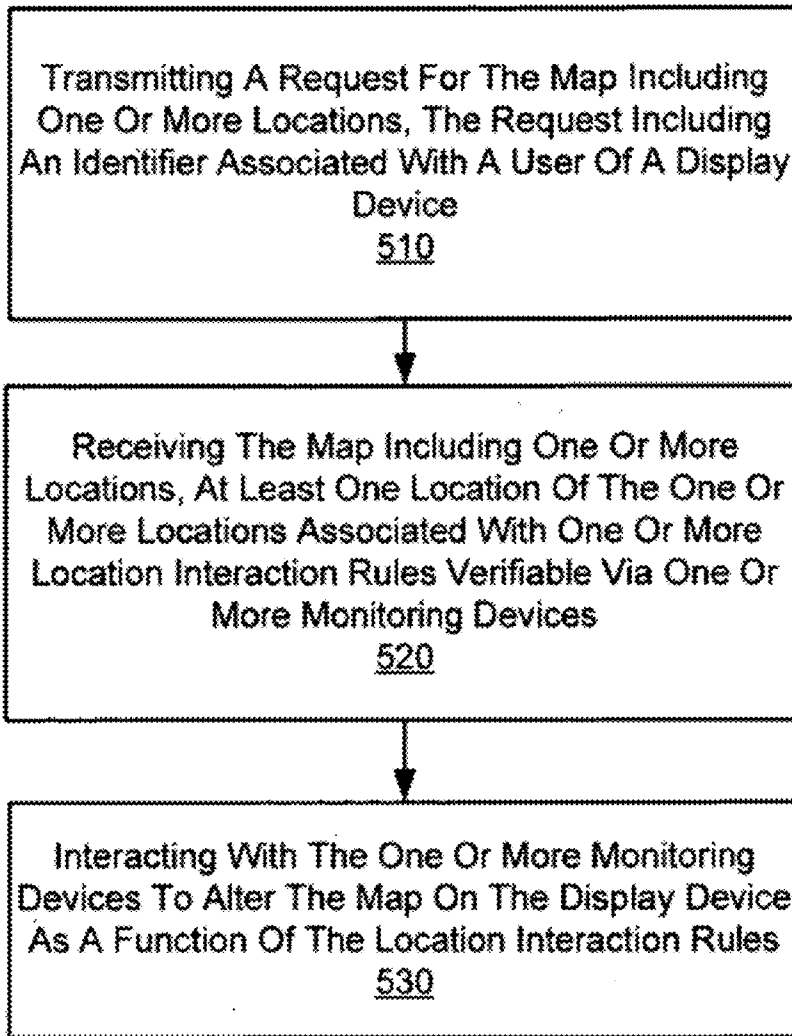 Transmitting A Request For The Map Including
One Or More Locations, The Request Including
An Identifier Associated With A User Of A Display
Device
510
Receiving The Map Including One Or More
Locations, At Least One Location Of The One Or
More Locations Associated With One Or More
Location Interaction Rules Verifiable Via One Or
More Monitoring Devices
520
Interacting With The One Or More Monitoring
Devices To Alter The Map On The Display Device
As A Function Of The Location Interaction Rules
530